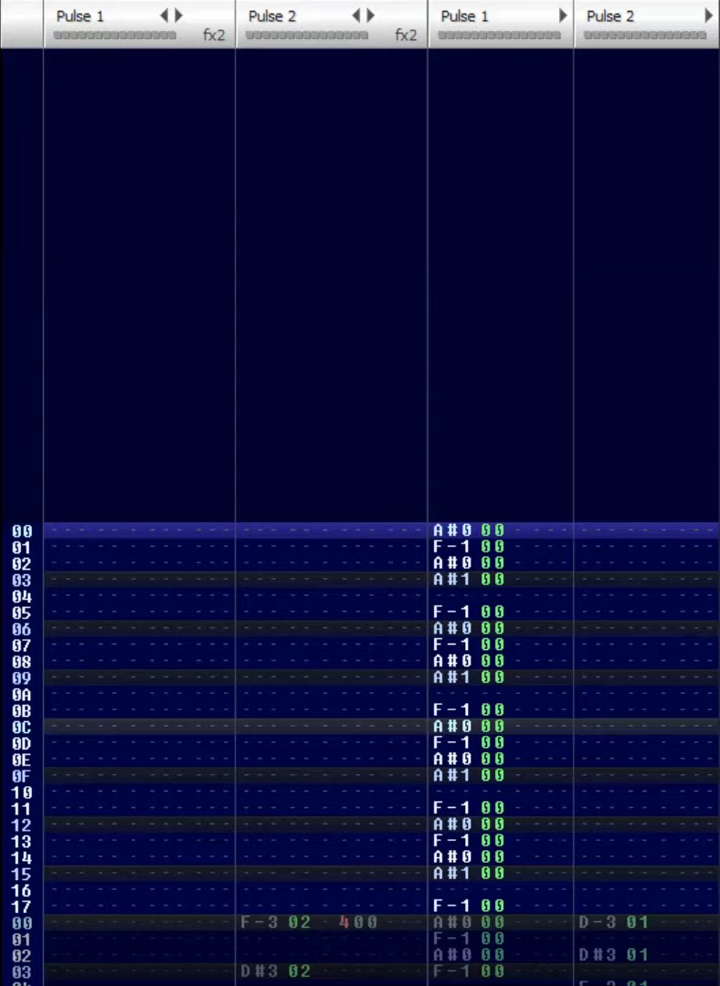 Pulse 1 Pulse 2 Pulse 1 Pulse 2
fx2 fx2
00 A#0 00
01 F-1 00
02 A#0 00
03 A#1 00
04
05 F-1 00
06 A#0 00
07 F-1 00
08 A#0 00
09 A#1 00
0A
0B F-1 00
0C A#0 00
0D F-1 00
0E A#0 00
0F A#1 00
10
11 F-1 00
12 A#0 00
13 F-1 00
14 A#0 00
15 A#1 00
16
17 F-1 00
00 F-3 02 400 A#0 00 D-3 01
01 F-1 00
02 A#0 00 D#3 01
03 D#3 02 F-1 00